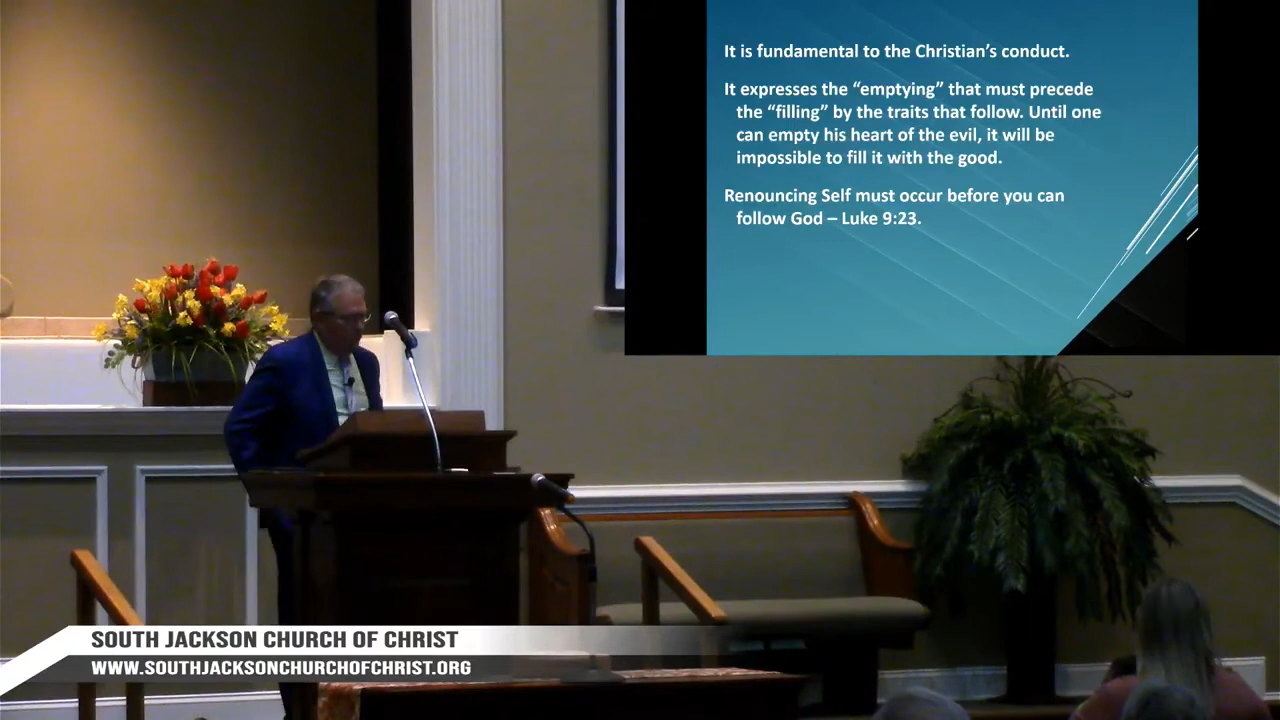 It is fundamental to the Christian’s conduct.
It expresses the “emptying” that must precede
the “filling” by the traits that follow. Until one
can empty his heart of the evil, it will be
impossible to fill it with the good.
Renouncing Self must occur before you can
follow God – Luke 9:23.
SOUTH JACKSON CHURCH OF CHRIST
WWW.SOUTHJACKSONCHURCHOFCHRIST.ORG